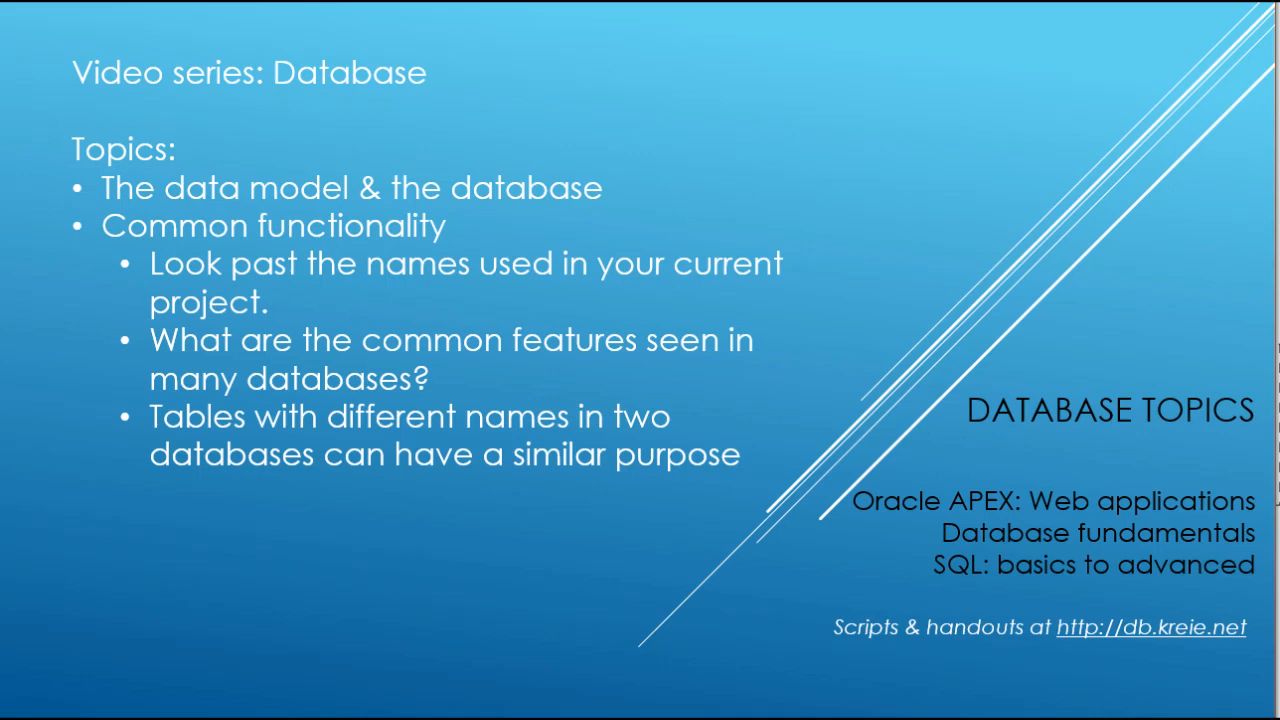 Video series: Database
Topics:
• The data model & the database
• Common functionality
• Look past the names used in your current
project.
• What are the common features seen in
many databases?
• Tables with different names in two
databases can have a similar purpose
DATABASE TOPICS
Oracle APEX: Web applications
Database fundamentals
SQL: basics to advanced
Scripts & handouts at http://db.kreie.net